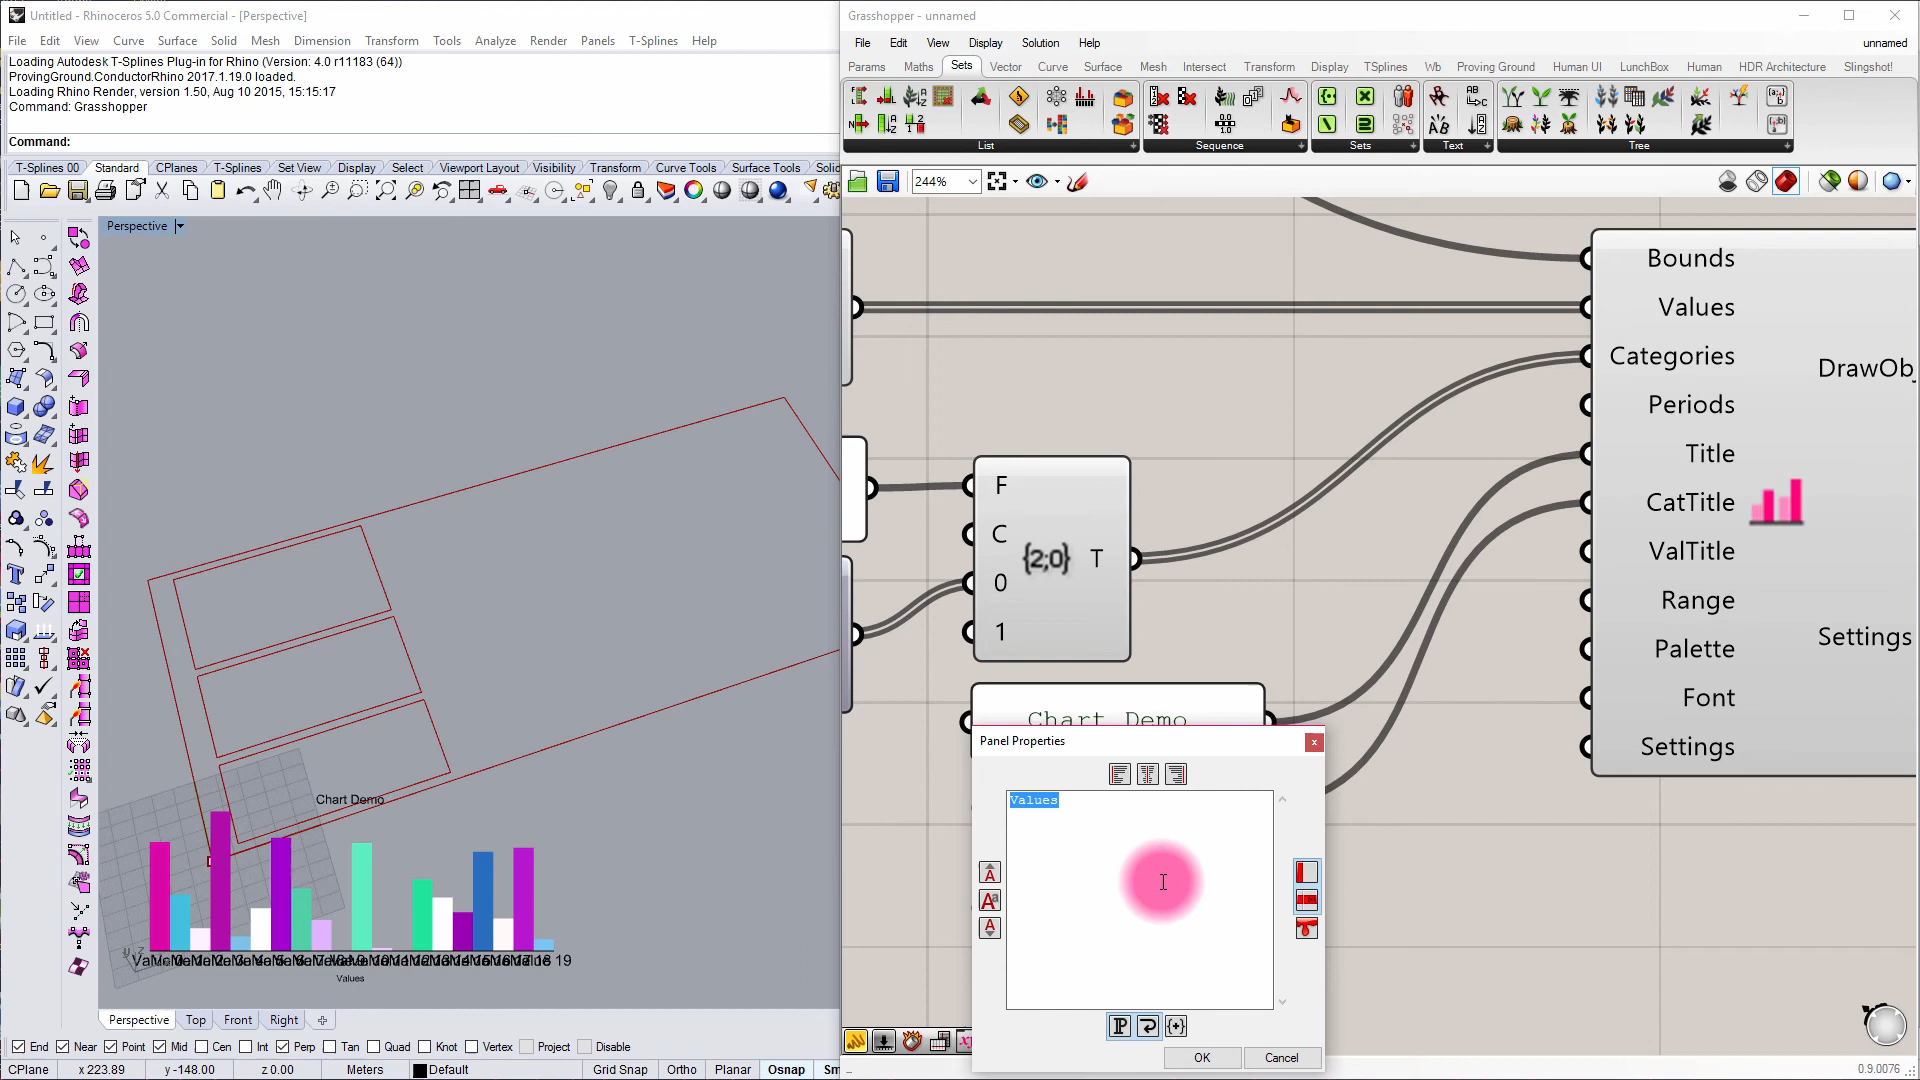 Untitled - Rhinoceros 5.0 Commercial - [Perspective]
File Edit View Curve Surface Solid Mesh Dimension Transform Tools Analyze Render Panels T-Splines Help
Loading Autodesk T-Splines Plug-in for Rhino (Version: 4.0 r11183 (64))
ProvingGround.ConductorRhino 2017.1.19.0 loaded.
Loading Rhino Render, version 1.50, Aug 10 2015, 15:15:17
Command: Grasshopper
Command:
T-Splines 00 Standard CPlanes T-Splines Set View Display Select Viewport Layout Visibility Transform Curve Tools Surface Tools
Perspective
Chart Demo
Values
Perspective Top Front Right
End Near Point Mid Cen Int Perp Tan Quad Knot Vertex Project Disable
CPlane x 223.89 y -148.00 z 0.00 Meters Default Grid Snap Ortho Planar Osnap Sm
Grasshopper - unnamed
File Edit View Display Solution Help unnamed
Params Maths Sets Vector Curve Surface Mesh Intersect Transform Display TSplines Wb Proving Ground Human UI LunchBox Human HDR Architecture Slingshot!
List Sequence Sets Text Tree
244%
Bounds
Values
Categories
Periods
Title
CatTitle
ValTitle
Range
Palette
Font
Settings
DrawObj
Settings
F
C
0
1
{2;0}
T
Chart Demo
Panel Properties
Values
OK Cancel
0.9.0076